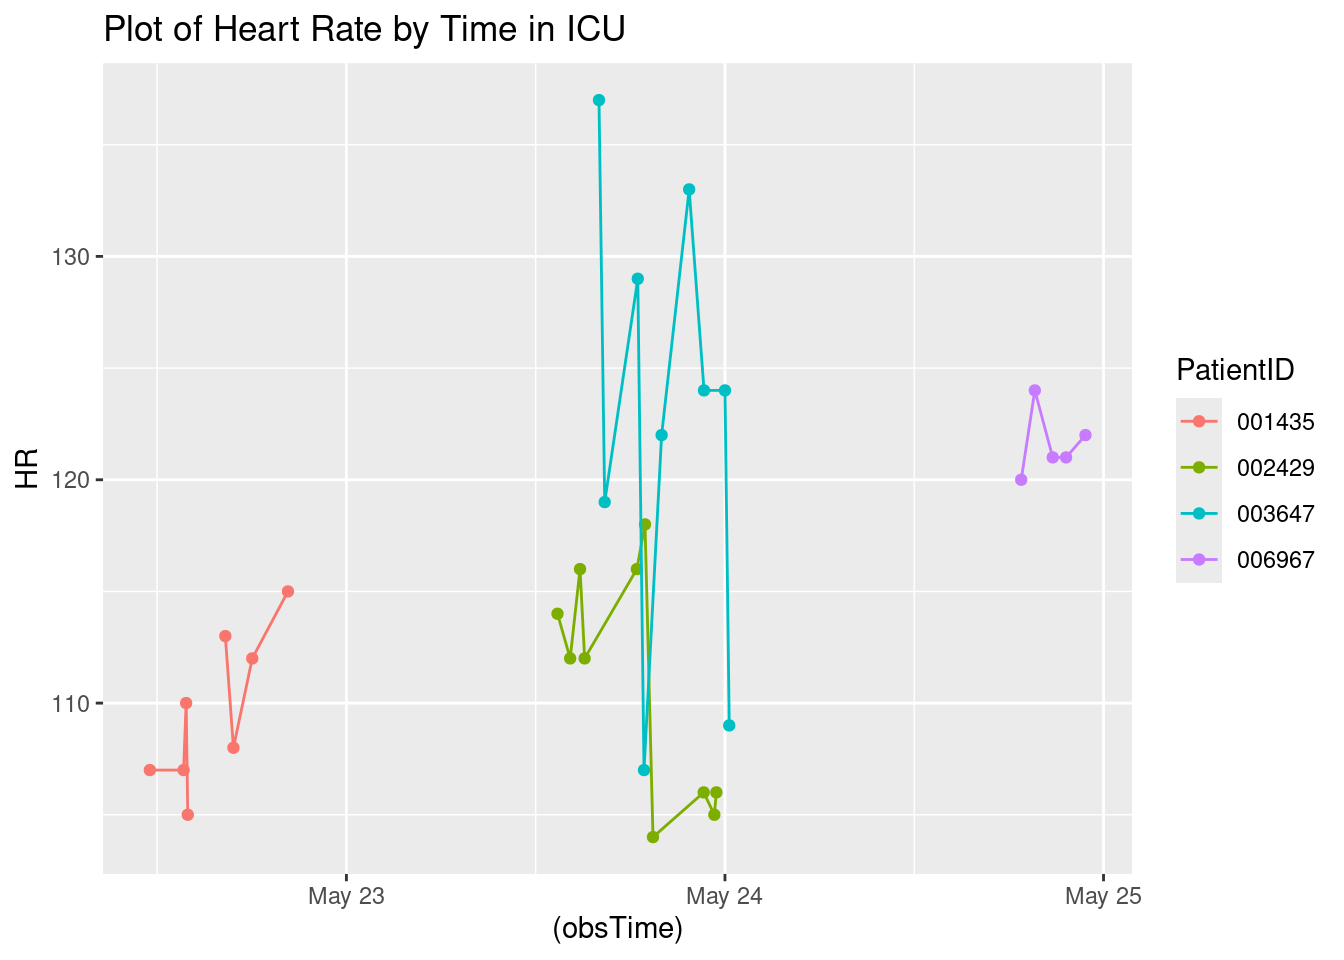 Plot of Heart Rate by Time in ICU
HR
130
120
110
May 23
May 24
May 25
(obsTime)
PatientID
001435
002429
003647
006967